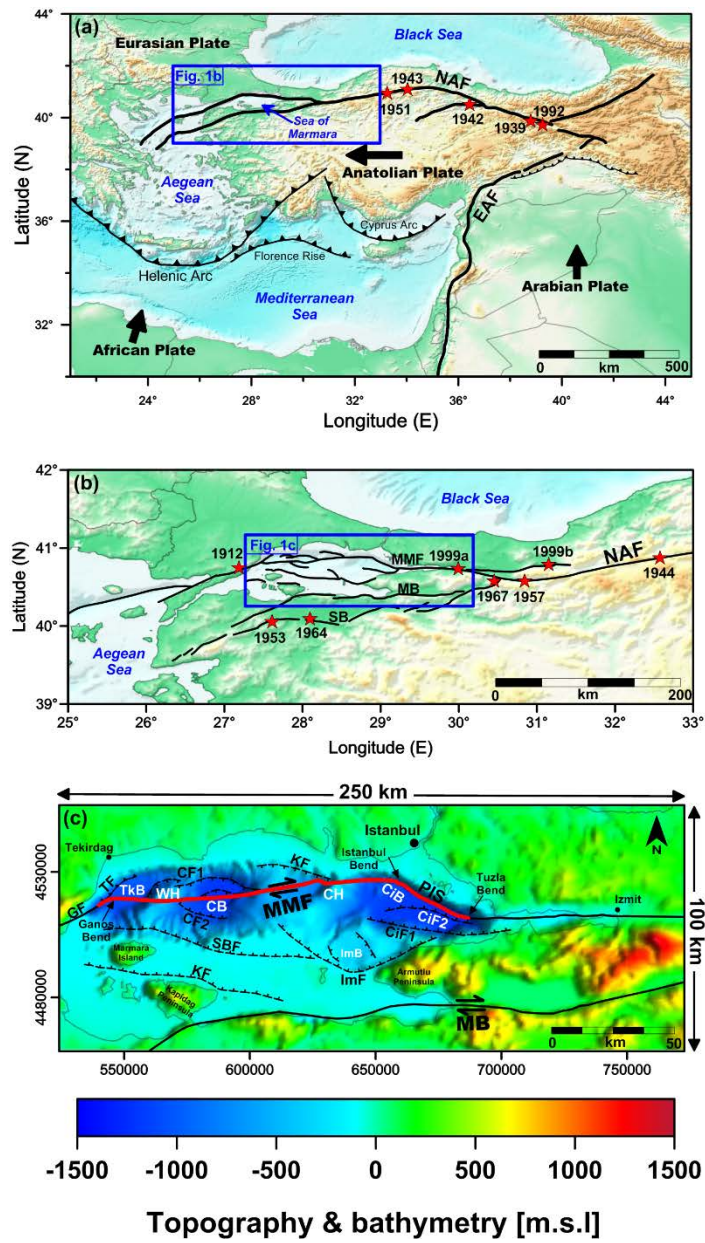 (a)
44°
40°
36°
32°
Latitude (N)
Eurasian Plate
Black Sea
Fig. 1b
1943
NAF
1951
1942
1992
1939
Sea of
Marmara
Anatolian Plate
Aegean
Sea
EAF
Cyprus Arc
Florence Rise
Helenic Arc
Mediterranean
Sea
Arabian Plate
African Plate
0 500
km
24° 28° 32° 36° 40° 44°
Longitude (E)
(b)
42°
41°
40°
39°
Latitude (N)
Black Sea
1912
Fig. 1c
MMF
1999a
1999b
NAF
1944
MB
1967
1957
SB
1953
1964
Aegean
Sea
0 200
km
25° 26° 27° 28° 29° 30° 31° 32° 33°
Longitude (E)
250 km
(c)
100 km
4530000
4480000
Tekirdag
Istanbul
N
Istanbul
Bend
KF
CF1
TF
TkB
WH
PIS
Tuzla
Bend
Izmit
CH
CiB
GF
CB
MMF
CiF2
Ganos
Bend
CF2
CiF1
SBF
Marmara
Island
ImB
KF
ImF
Armutlu
Peninsula
Kapidag
Peninsula
MB
0 50
km
550000 600000 650000 700000 750000
-1500 -1000 -500 0 500 1000 1500
Topography & bathymetry [m.s.l]